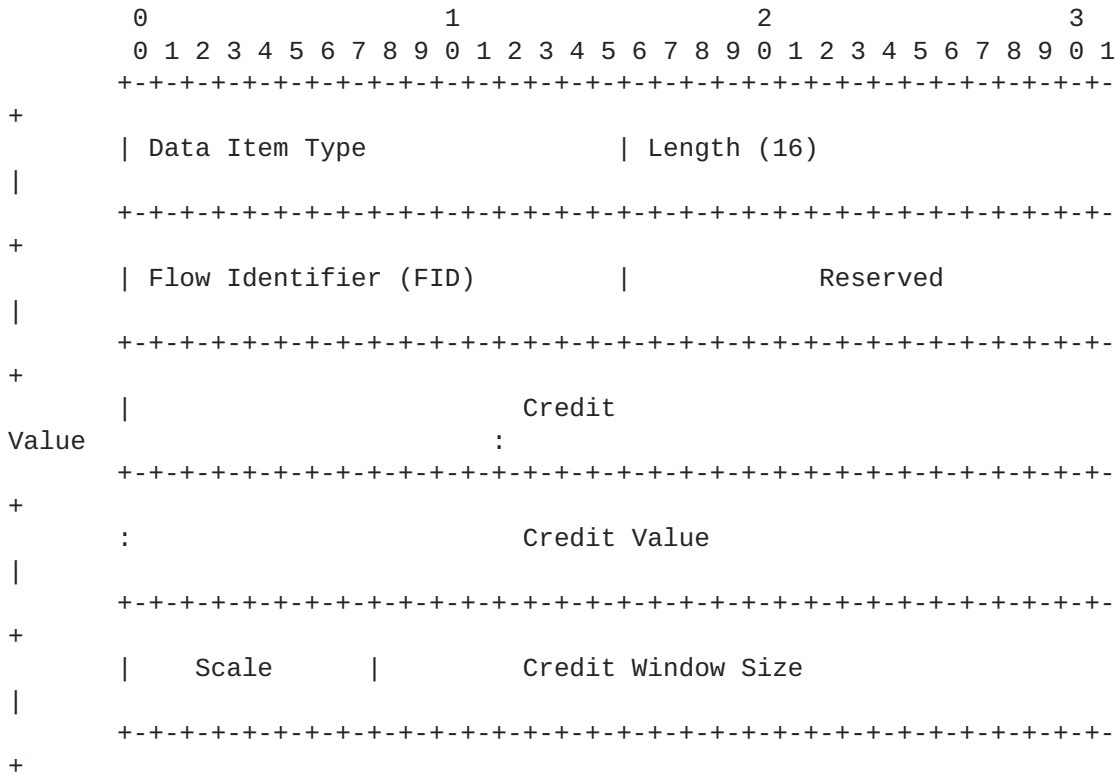 0                   1                   2                   3
        0 1 2 3 4 5 6 7 8 9 0 1 2 3 4 5 6 7 8 9 0 1 2 3 4 5 6 7 8 9 0 1
       +-+-+-+-+-+-+-+-+-+-+-+-+-+-+-+-+-+-+-+-+-+-+-+-+-+-+-+-+-+-+-+-
+
       | Data Item Type                | Length (16)
|
       +-+-+-+-+-+-+-+-+-+-+-+-+-+-+-+-+-+-+-+-+-+-+-+-+-+-+-+-+-+-+-+-
+
       | Flow Identifier (FID)         |            Reserved
|
       +-+-+-+-+-+-+-+-+-+-+-+-+-+-+-+-+-+-+-+-+-+-+-+-+-+-+-+-+-+-+-+-
+
       |                         Credit
Value                          :
       +-+-+-+-+-+-+-+-+-+-+-+-+-+-+-+-+-+-+-+-+-+-+-+-+-+-+-+-+-+-+-+-
+
       :                         Credit Value
|
       +-+-+-+-+-+-+-+-+-+-+-+-+-+-+-+-+-+-+-+-+-+-+-+-+-+-+-+-+-+-+-+-
+
       |    Scale      |         Credit Window Size
|
       +-+-+-+-+-+-+-+-+-+-+-+-+-+-+-+-+-+-+-+-+-+-+-+-+-+-+-+-+-+-+-+-
+